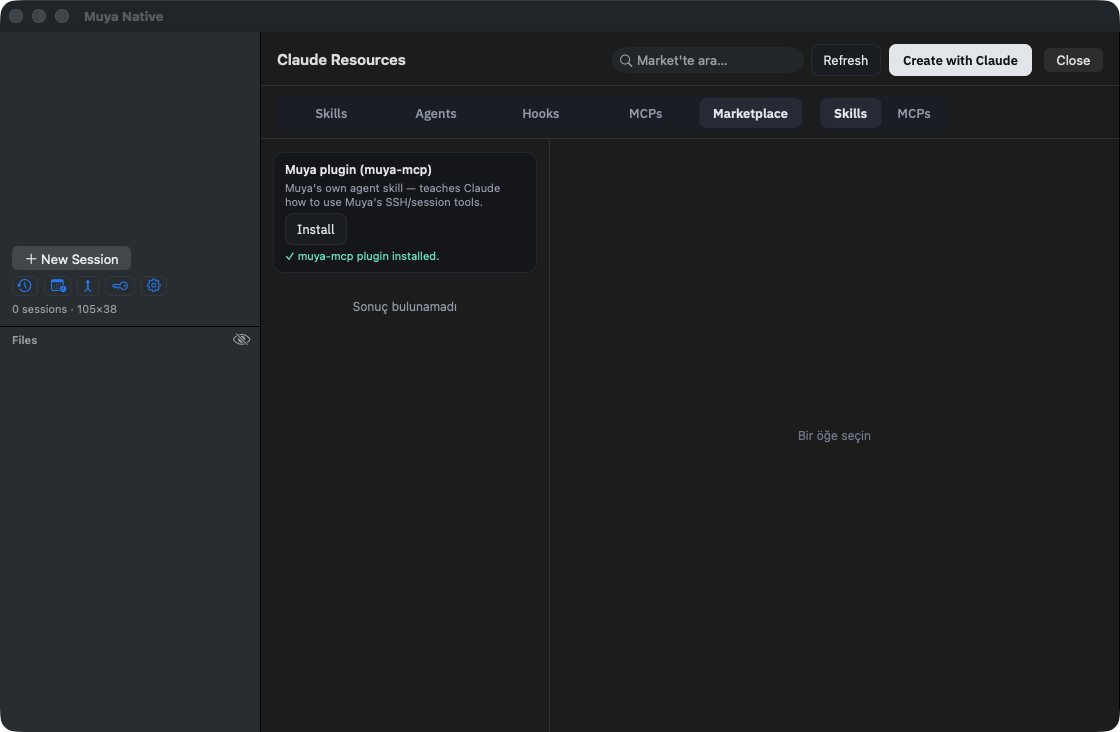 Muya Native
Claude Resources
Market'te ara...
Refresh
Create with Claude
Close
Skills
Agents
Hooks
MCPs
Marketplace
Skills
MCPs
Muya plugin (muya-mcp)
Muya's own agent skill — teaches Claude
how to use Muya's SSH/session tools.
Install
✓ muya-mcp plugin installed.
Sonuç bulunamadı
Bir öğe seçin
+ New Session
0 sessions · 105×38
Files